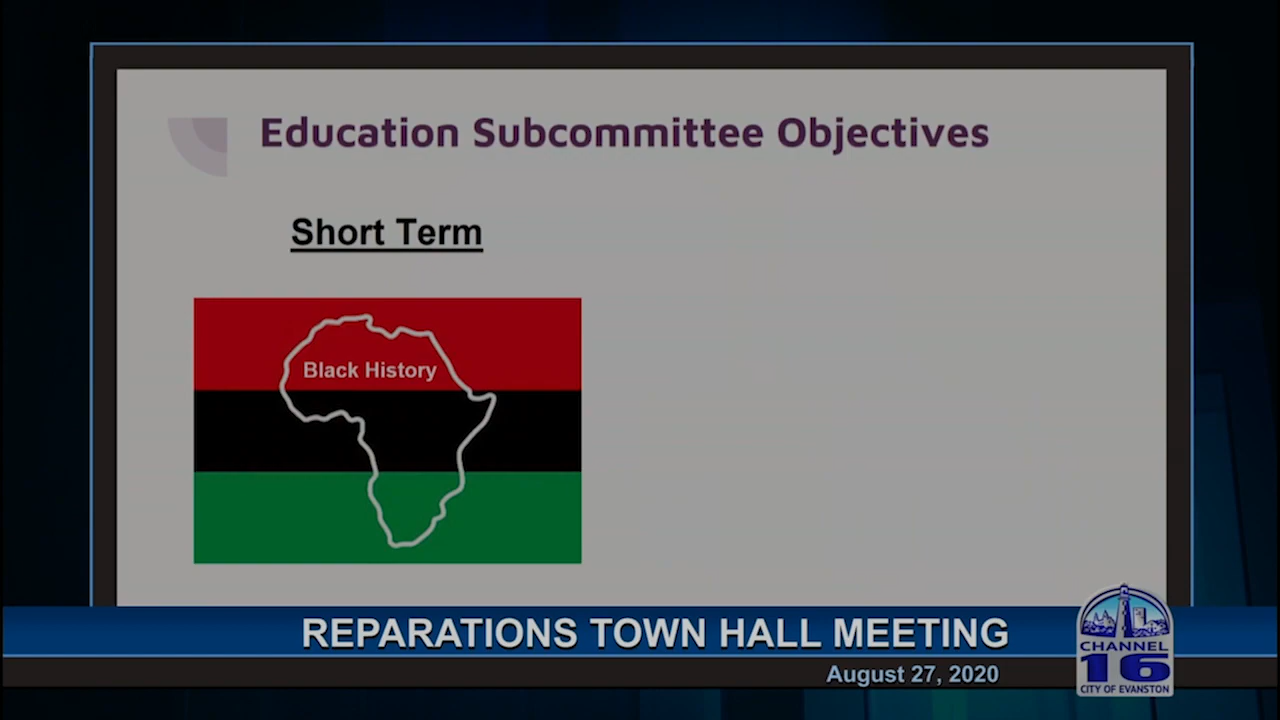 Education Subcommittee Objectives
Short Term
Black History
REPARATIONS TOWN HALL MEETING
August 27, 2020
CHANNEL
16
CITY OF EVANSTON